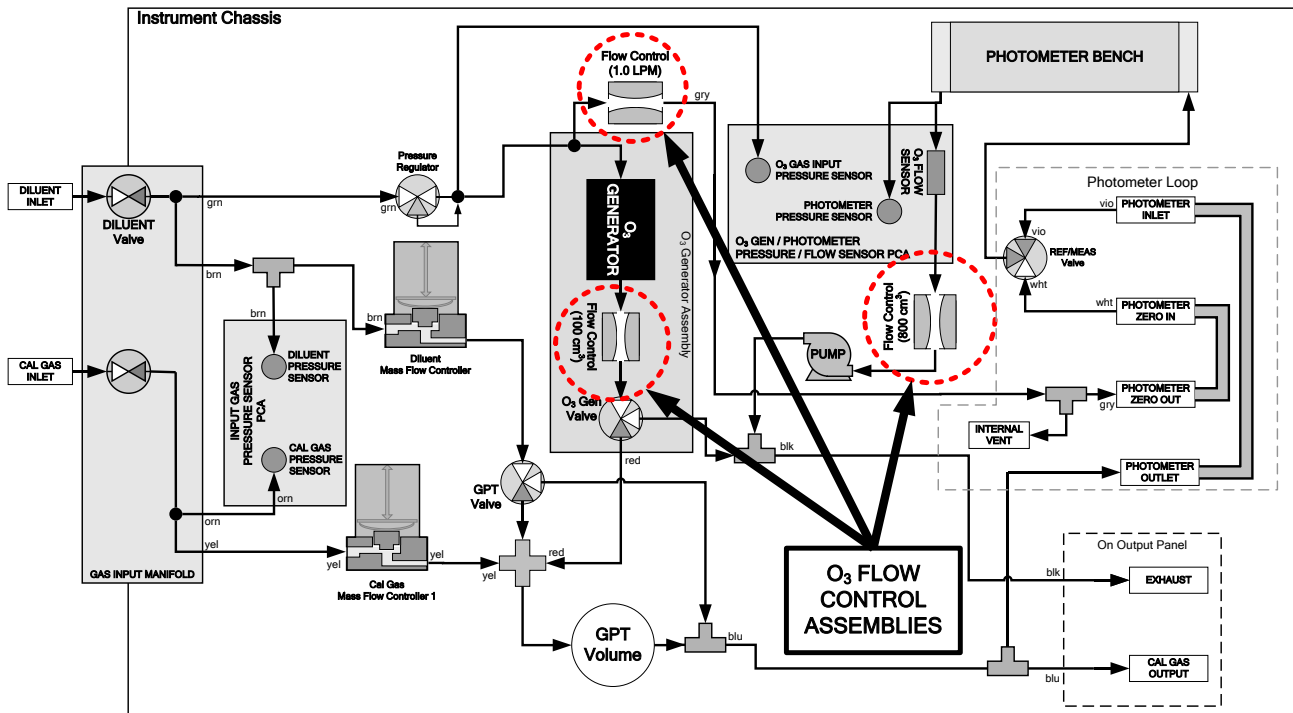 Instrument Chassis
Flow Control
(1.0 LPM)
gry
PHOTOMETER BENCH
Pressure
Regulator
DILUENT
INLET
DILUENT
Valve
grn
grn
O3
GENERATOR
O3 Generator Assembly
O3 GAS INPUT
PRESSURE SENSOR
O3 FLOW
SENSOR
PHOTOMETER
PRESSURE SENSOR
O3 GEN / PHOTOMETER
PRESSURE / FLOW SENSOR PCA
Photometer Loop
vio
PHOTOMETER
INLET
vio
REF/MEAS
Valve
wht
wht
PHOTOMETER
ZERO IN
brn
brn
brn
Diluent
Mass Flow Controller
Flow Control
(100 cm3)
Flow Control
(800 cm3)
PUMP
CAL GAS
INLET
INPUT GAS
PRESSURE SENSOR
PCA
DILUENT
PRESSURE
SENSOR
CAL GAS
PRESSURE
SENSOR
orn
orn
O3 Gen
Valve
red
blk
gry
PHOTOMETER
ZERO OUT
INTERNAL
VENT
PHOTOMETER
OUTLET
GPT
Valve
yel
yel
yel
yel
red
GAS INPUT MANIFOLD
Cal Gas
Mass Flow Controller 1
GPT
Volume
blu
O3 FLOW
CONTROL
ASSEMBLIES
On Output Panel
blk
EXHAUST
blu
CAL GAS
OUTPUT